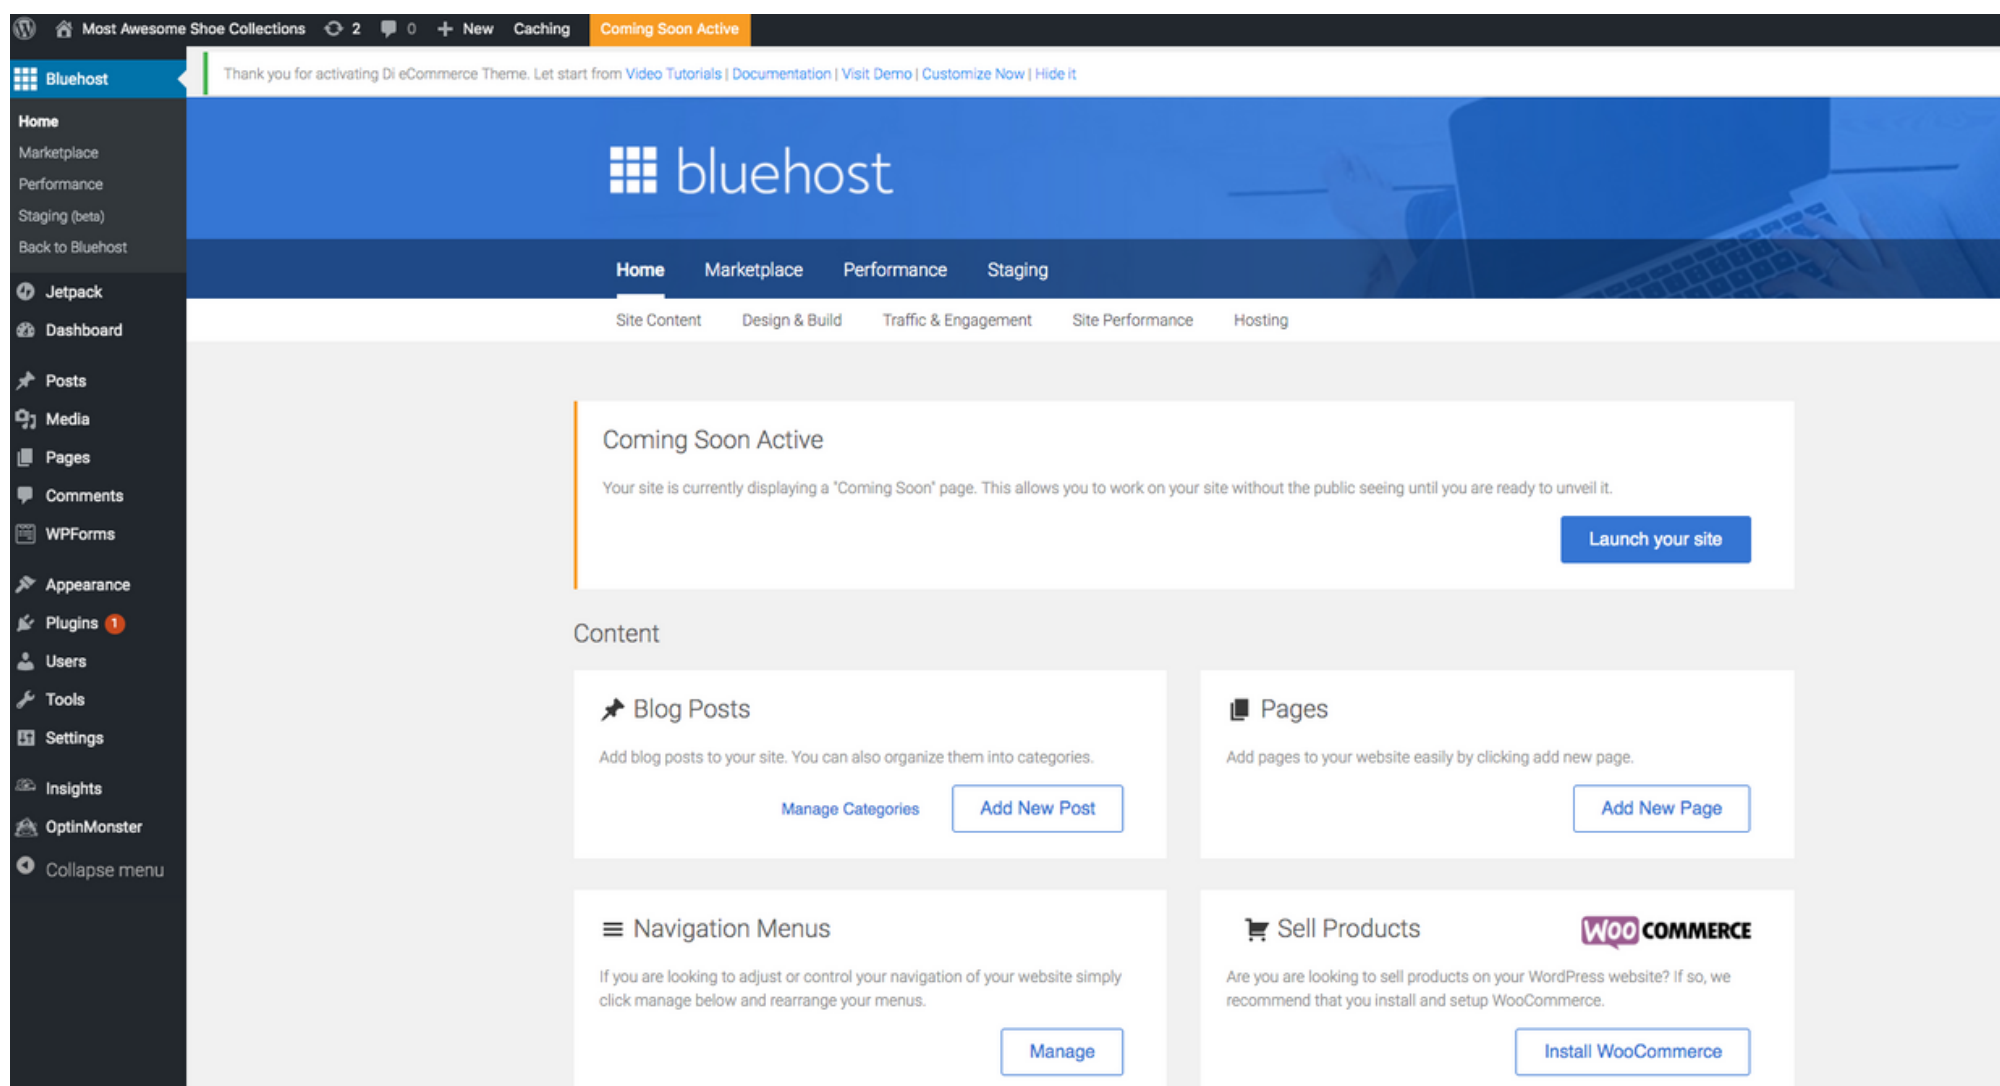 Most Awesome Shoe Collections 2 0 New Caching Coming Soon Active
Bluehost
Home
Marketplace
Performance
Staging (beta)
Back to Bluehost
Jetpack
Dashboard
Posts
Media
Pages
Comments
WPForms
Appearance
Plugins 1
Users
Tools
Settings
Insights
OptinMonster
Collapse menu
Thank you for activating Di eCommerce Theme. Let start from Video Tutorials | Documentation | Visit Demo | Customize Now | Hide it
bluehost
Home Marketplace Performance Staging
Site Content Design & Build Traffic & Engagement Site Performance Hosting
Coming Soon Active
Your site is currently displaying a "Coming Soon" page. This allows you to work on your site without the public seeing until you are ready to unveil it.
Launch your site
Content
Blog Posts
Add blog posts to your site. You can also organize them into categories.
Manage Categories Add New Post
Pages
Add pages to your website easily by clicking add new page.
Add New Page
Navigation Menus
If you are looking to adjust or control your navigation of your website simply
click manage below and rearrange your menus.
Manage
Sell Products WOO COMMERCE
Are you are looking to sell products on your WordPress website? If so, we
recommend that you install and setup WooCommerce.
Install WooCommerce